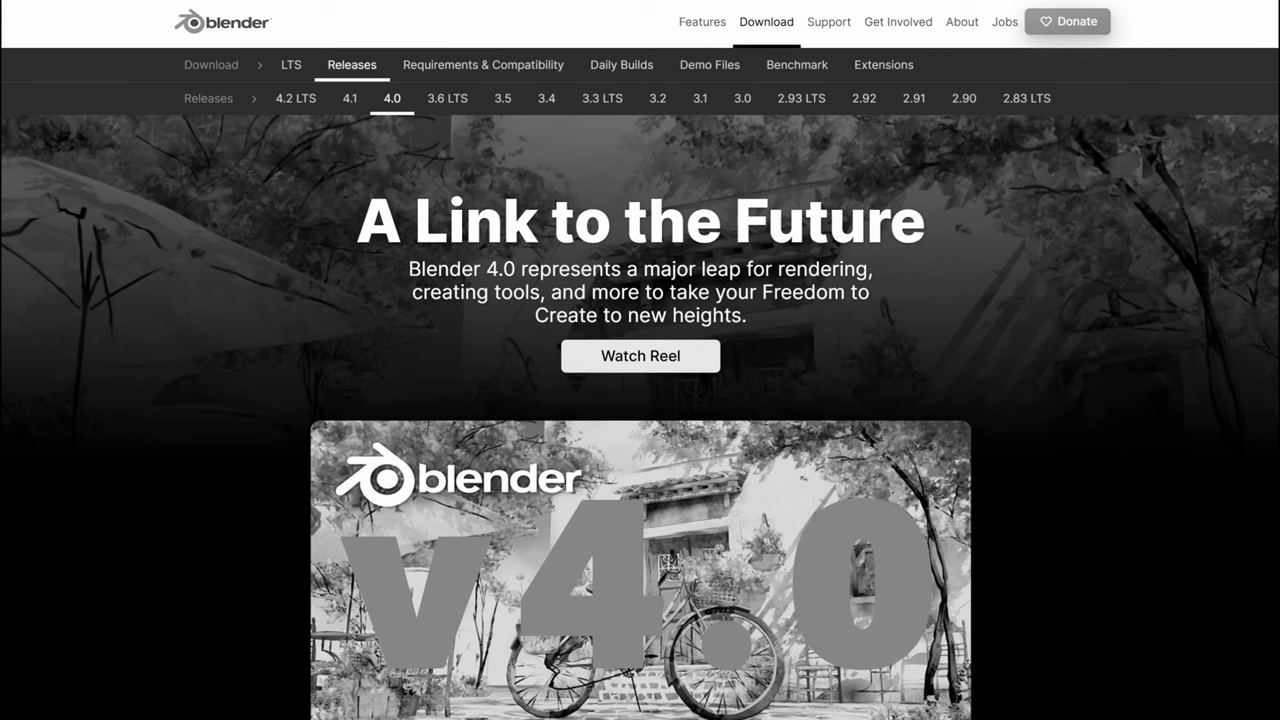 blender
Features Download Support Get Involved About Jobs Donate
Download > LTS Releases Requirements & Compatibility Daily Builds Demo Files Benchmark Extensions
Releases > 4.2 LTS 4.1 4.0 3.6 LTS 3.5 3.4 3.3 LTS 3.2 3.1 3.0 2.93 LTS 2.92 2.91 2.90 2.83 LTS
A Link to the Future
Blender 4.0 represents a major leap for rendering,
creating tools, and more to take your Freedom to
Create to new heights.
Watch Reel
blender
v4.0